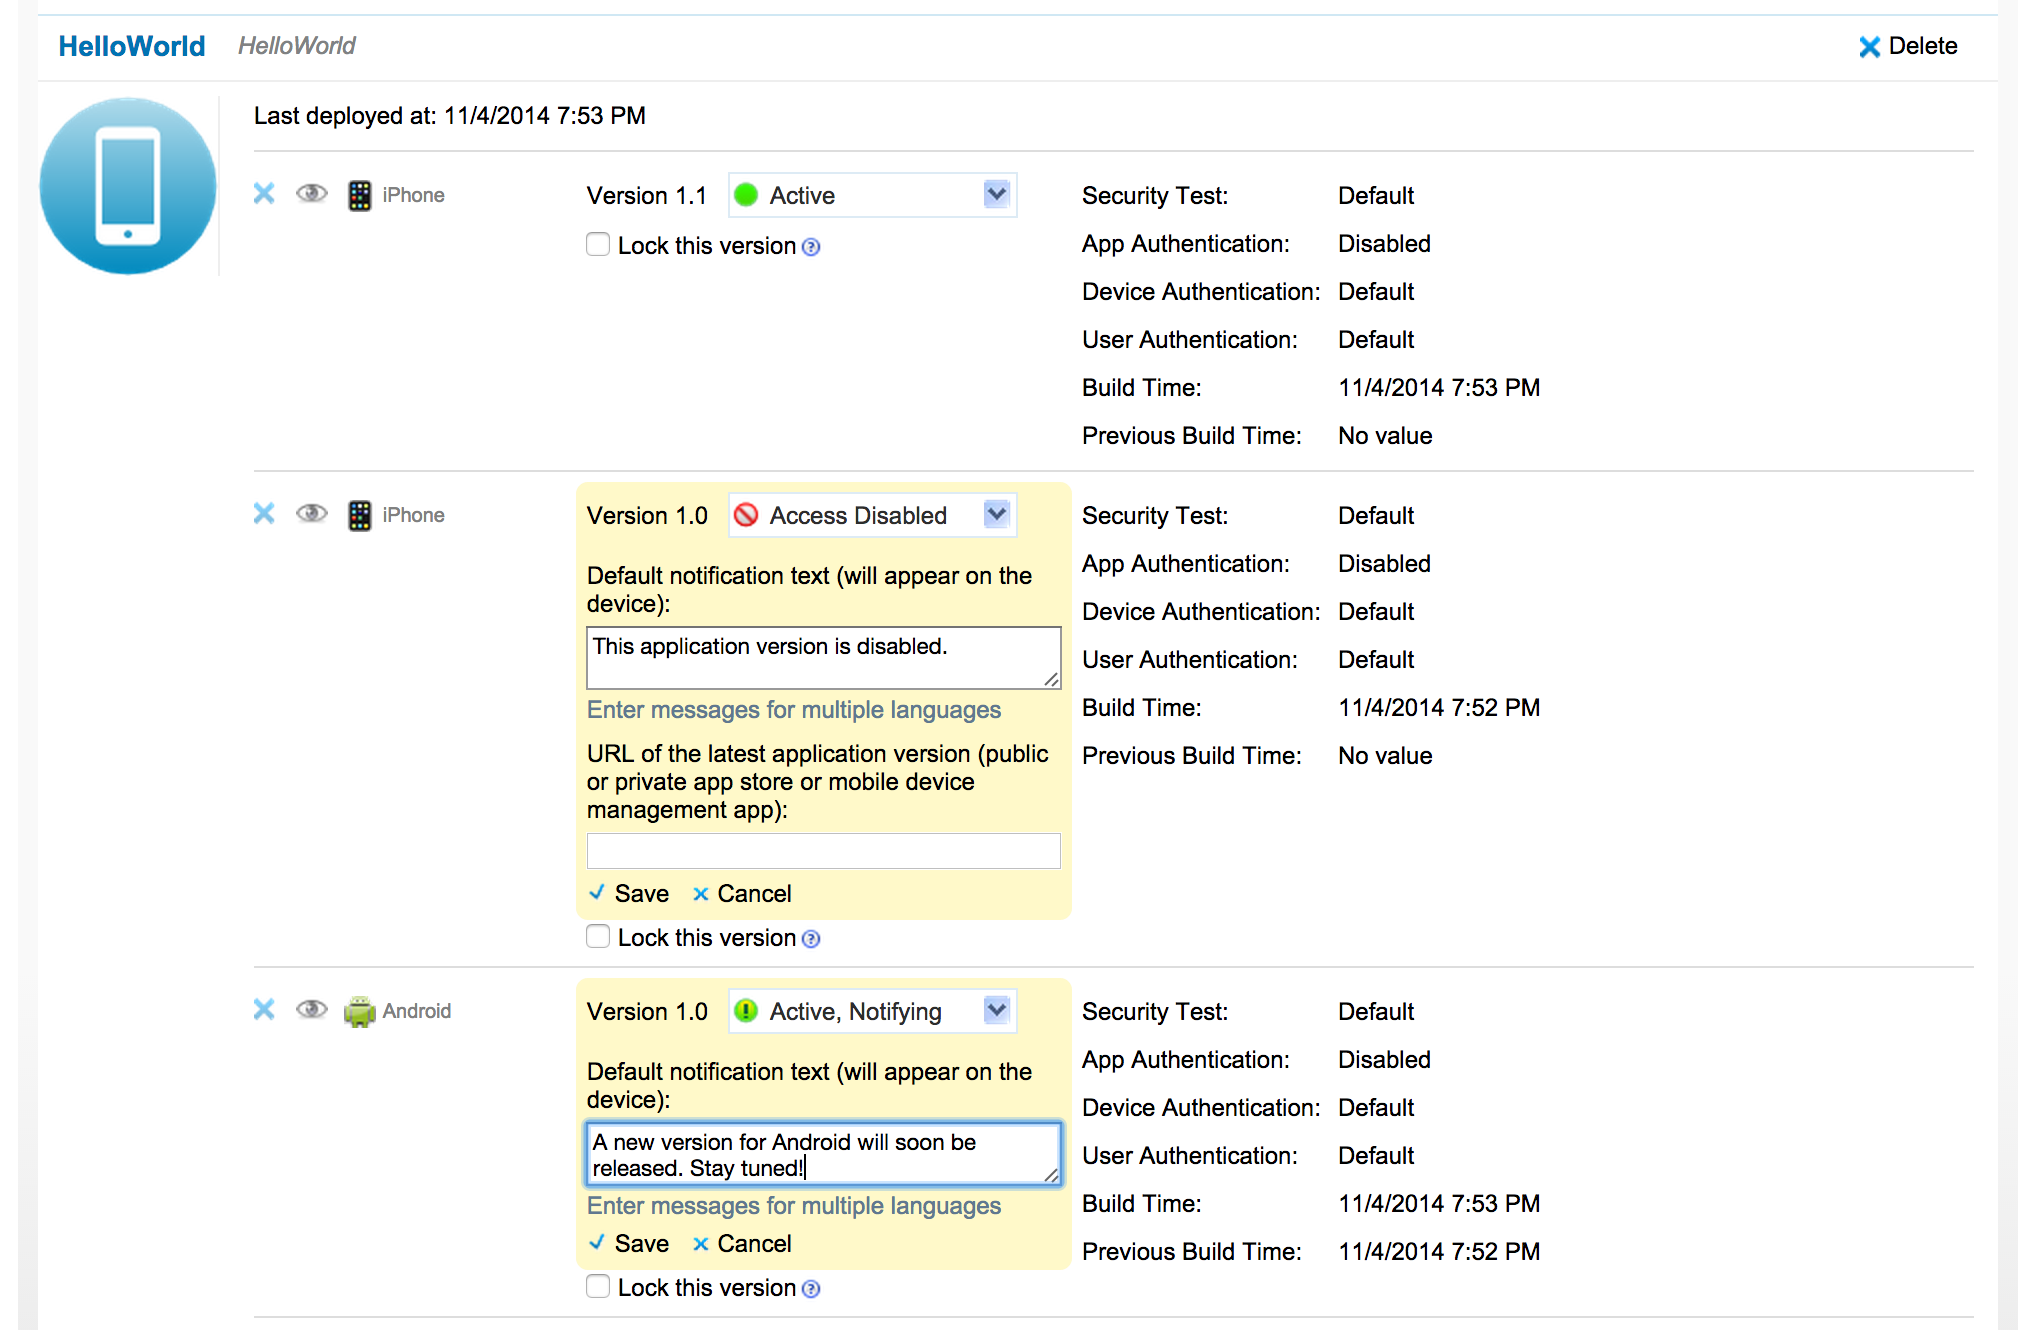 HelloWorld HelloWorld Delete
Last deployed at: 11/4/2014 7:53 PM
iPhone Version 1.1 Active Security Test: Default
Lock this version ? App Authentication: Disabled
Device Authentication: Default
User Authentication: Default
Build Time: 11/4/2014 7:53 PM
Previous Build Time: No value
iPhone Version 1.0 Access Disabled Security Test: Default
Default notification text (will appear on the
device):
This application version is disabled.
Enter messages for multiple languages
URL of the latest application version (public
or private app store or mobile device
management app):
Save Cancel
Lock this version ?
App Authentication: Disabled
Device Authentication: Default
User Authentication: Default
Build Time: 11/4/2014 7:52 PM
Previous Build Time: No value
Android Version 1.0 ! Active, Notifying Security Test: Default
Default notification text (will appear on the
device):
A new version for Android will soon be
released. Stay tuned!
Enter messages for multiple languages
Save Cancel
Lock this version ?
App Authentication: Disabled
Device Authentication: Default
User Authentication: Default
Build Time: 11/4/2014 7:53 PM
Previous Build Time: 11/4/2014 7:52 PM